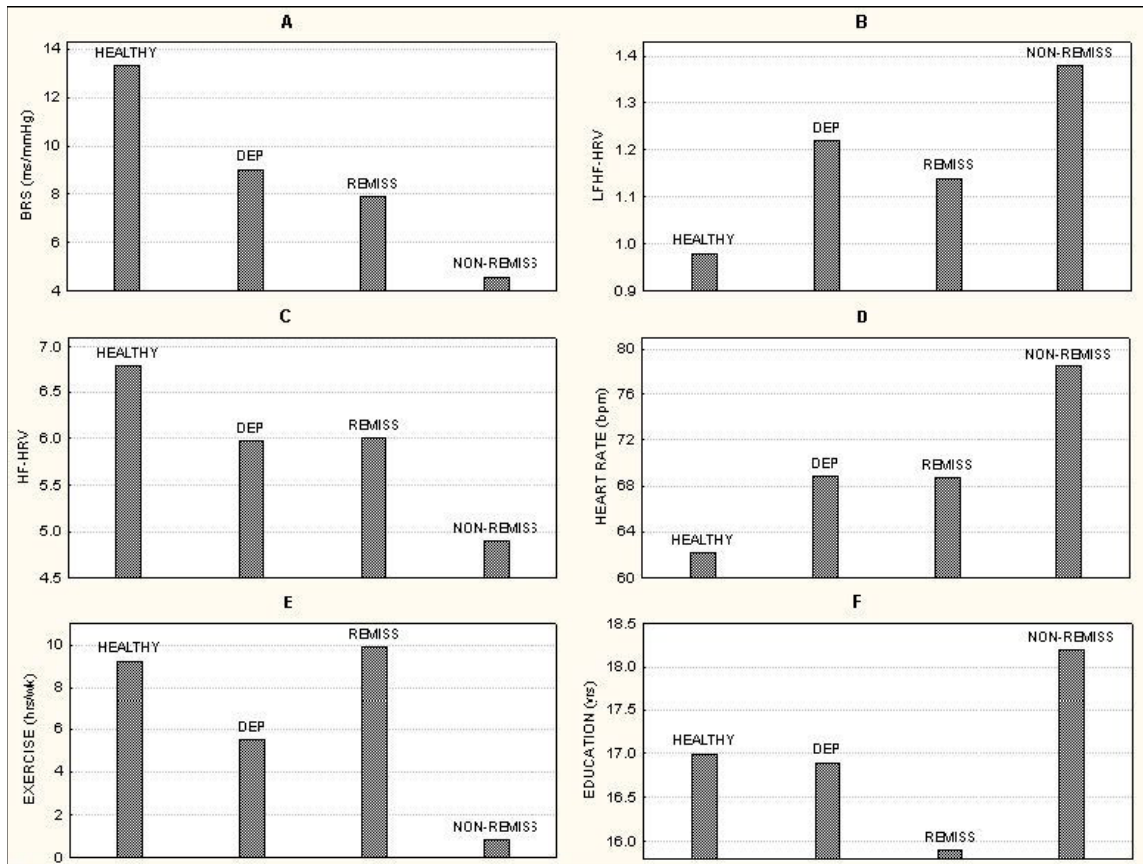 A
BRS (ms/mmHg)
14
12
10
8
6
4
HEALTHY
DEP
REMISS
NON-REMISS
B
LFHF-HRV
1.4
1.3
1.2
1.1
1.0
0.9
HEALTHY
DEP
REMISS
NON-REMISS
C
HF-HRV
7.0
6.5
6.0
5.5
5.0
4.5
HEALTHY
DEP
REMISS
NON-REMISS
D
HEART RATE (bpm)
80
76
72
68
64
60
HEALTHY
DEP
REMISS
NON-REMISS
E
EXERCISE (hrs/wk)
10
8
6
4
2
0
HEALTHY
DEP
REMISS
NON-REMISS
F
EDUCATION (yrs)
18.5
18.0
17.5
17.0
16.5
16.0
HEALTHY
DEP
REMISS
NON-REMISS